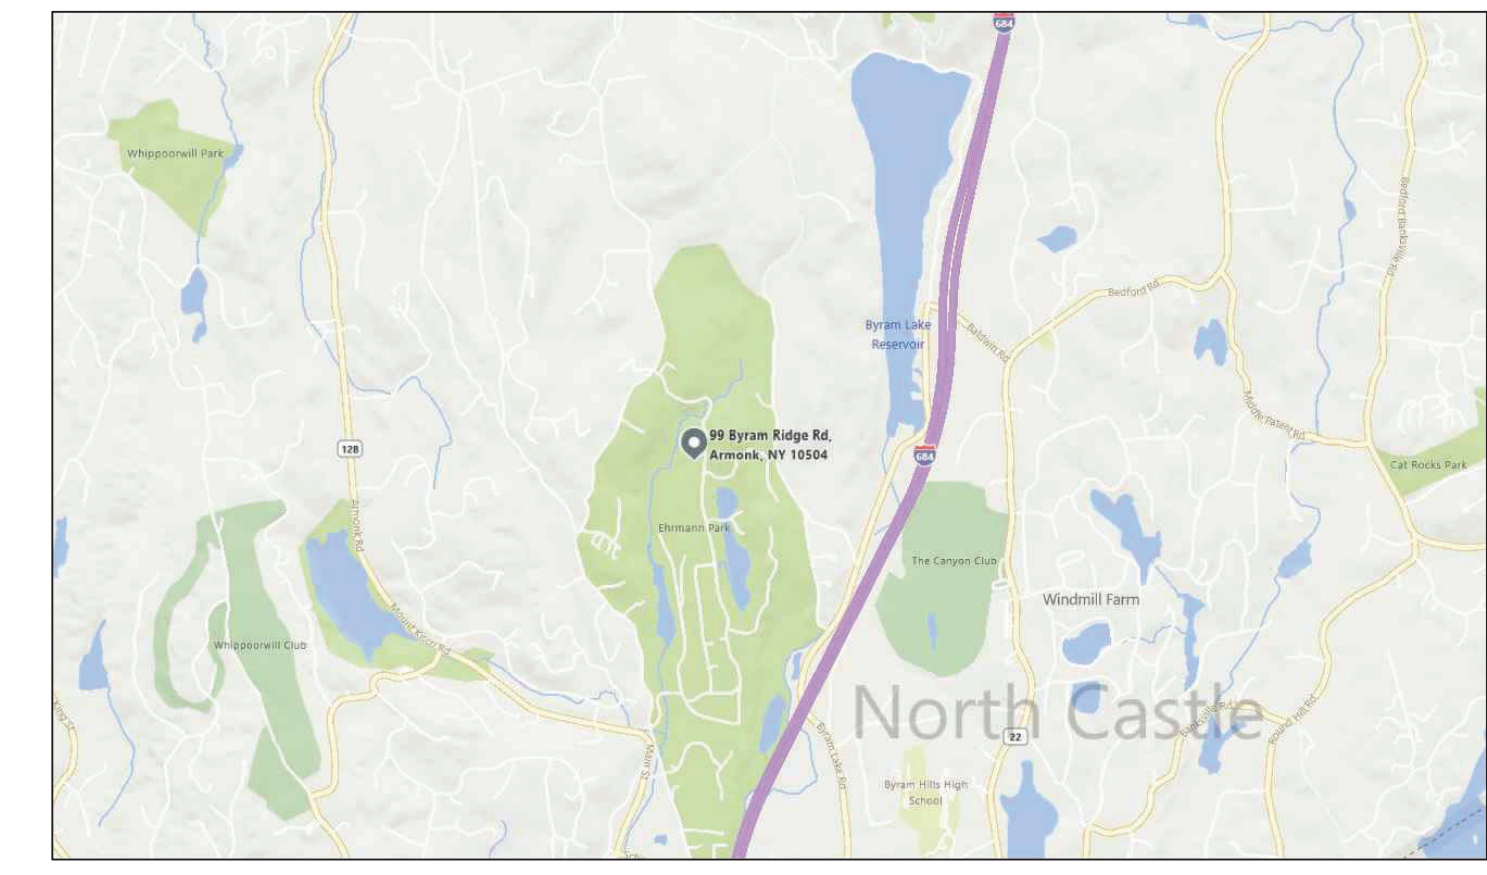 684
Whippoorwill Park
Bedford Banksville Rd
Bedford Rd
Byram Lake
Reservoir
Baldwin Rd
Middle Patent Rd
99 Byram Ridge Rd,
Armonk, NY 10504
128
684
Cat Rocks Park
Armonk Rd
Ehrmann Park
The Canyon Club
Windmill Farm
Mount Kisco Rd
Whippoorwill Club
North Castle
King St
Banksville Rd
Round Hill Rd
22
Main St
Byram Lake Rd
Byram Hills High
School